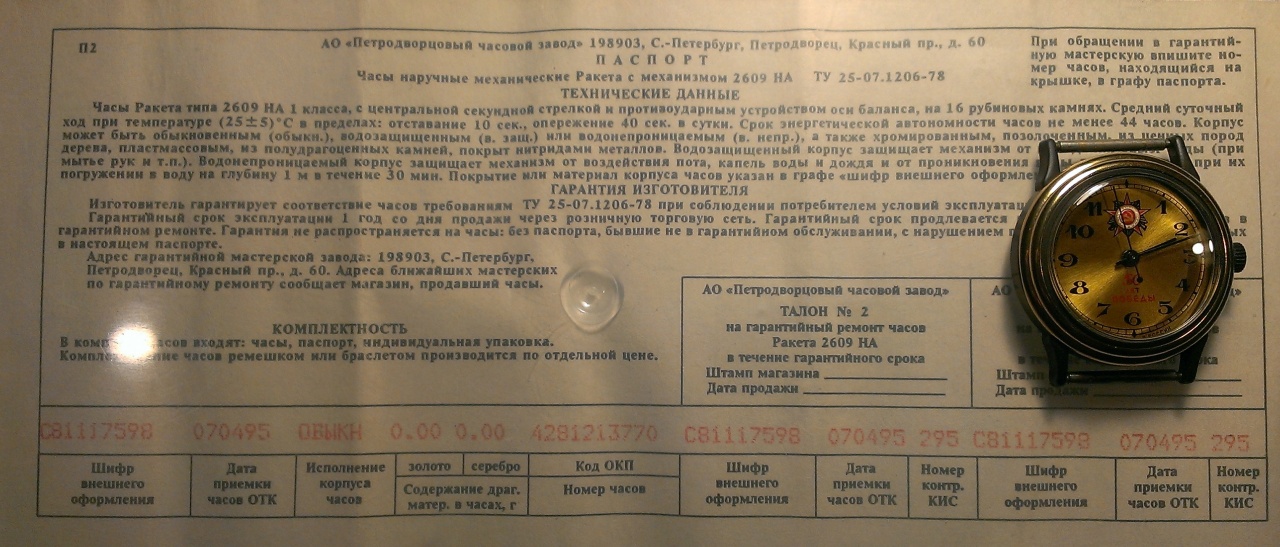 П2
АО «Петродворцовый часовой завод» 198903, С.-Петербург, Петродворец, Красный пр., д. 60
ПАСПОРТ
Часы наручные механические Ракета с механизмом 2609 НА ТУ 25-07.1206-78
При обращении в гарантий-
ную мастерскую впишите но-
мер часов, находящийся на
крышке, в графу паспорта.
ТЕХНИЧЕСКИЕ ДАННЫЕ
Часы Ракета типа 2609 НА 1 класса, с центральной секундной стрелкой и противоударным устройством оси баланса, на 16 рубиновых камнях. Средний суточный
ход при температуре (25±5)°С в пределах: отставание 10 сек., опережение 40 сек. в сутки. Срок энергетической автономности часов не менее 44 часов. Корпус
может быть обыкновенным (обыкн.), водозащищенным (в. защ.) или водонепроницаемым (в. непр.), а также хромированным, позолоченным, из ценных пород
дерева, пластмассовым, из полудрагоценных камней, покрыт нитридами металлов. Водозащищенный корпус защищает механизм от (при
мытье рук и т.п.). Водонепроницаемый корпус защищает механизм от воздействия пота, капель воды и дождя и от проникновения при их
погружении в воду на глубину 1 м в течение 30 мин. Покрытие или материал корпуса часов указан в графе «шифр внешнего
ГАРАНТИЯ ИЗГОТОВИТЕЛЯ
Изготовитель гарантирует соответствие часов требованиям ТУ 25-07.1206-78 при соблюдении потребителем условий
Гарантийный срок эксплуатации 1 год со дня продажи через розничную торговую сеть. Гарантийный срок продлевается в
гарантийном ремонте. Гарантия не распространяется на часы: без паспорта, бывшие не в гарантийном обслуживании, с нарушением
в настоящем паспорте.
Адрес гарантийной мастерской завода: 198903, С.-Петербург,
Петродворец, Красный пр., д. 60. Адреса ближайших мастерских
по гарантийному ремонту сообщает магазин, продавший часы.
КОМПЛЕКТНОСТЬ
В часов входят: часы, паспорт, индивидуальная упаковка.
часов ремешком или браслетом производится по отдельной цене.
АО «Петродворцовый часовой завод»
ТАЛОН № 2
на гарантийный ремонт часов
Ракета 2609 НА
в течение гарантийного срока
Штамп магазина
Дата продажи
АО
Штамп
Дата
11 1
10 2
9 3
8 4
7 6 5
ЛЕТ
ПОБЕДЫ
С81117598 070495 ОБЫКН 0.00 0.00 4281213770 С81117598 070495 295 С81117598 070495 295
Шифр внешнего оформления
Дата приемки часов ОТК
Исполнение корпуса часов
золото серебро
Содержание драг. матер. в часах, г
Код ОКП
Номер часов
Шифр внешнего оформления
Дата приемки часов ОТК
Номер контр. КИС
Шифр внешнего оформления
Дата приемки часов ОТК
Номер контр. КИС